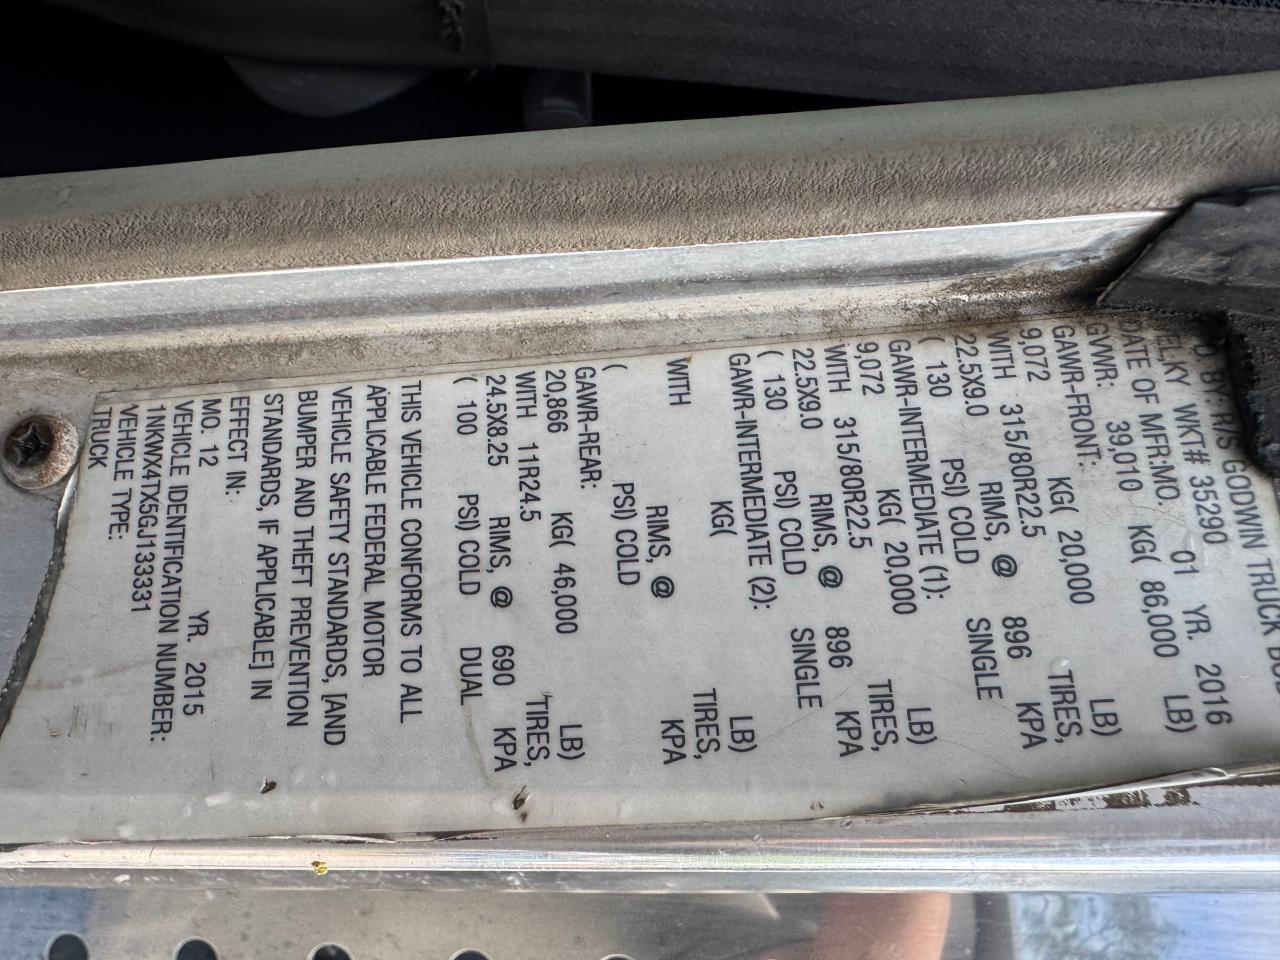 D BY R/S GODWIN TRUCK BO
ELKY WKT# 35290
DATE OF MFR:MO. 01 YR. 2016
GVWR: 39,010 KG( 86,000 LB)
GAWR-FRONT:
9,072 KG( 20,000 LB)
WITH 315/80R22.5 TIRES,
22.5X9.0 RIMS, @ 896 KPA
( 130 PSI) COLD SINGLE
GAWR-INTERMEDIATE (1):
9,072 KG( 20,000 LB)
WITH 315/80R22.5 TIRES,
22.5X9.0 RIMS, @ 896 KPA
( 130 PSI) COLD SINGLE
GAWR-INTERMEDIATE (2):
KG( LB)
WITH TIRES,
RIMS, @ KPA
( PSI) COLD
GAWR-REAR:
20,866 KG( 46,000 LB)
WITH 11R24.5 TIRES,
24.5X8.25 RIMS, @ 690 KPA
( 100 PSI) COLD DUAL
THIS VEHICLE CONFORMS TO ALL
APPLICABLE FEDERAL MOTOR
VEHICLE SAFETY STANDARDS, [AND
BUMPER AND THEFT PREVENTION
STANDARDS, IF APPLICABLE] IN
EFFECT IN:
MO. 12 YR. 2015
VEHICLE IDENTIFICATION NUMBER:
1NKWX4TX5GJ133331
VEHICLE TYPE:
TRUCK